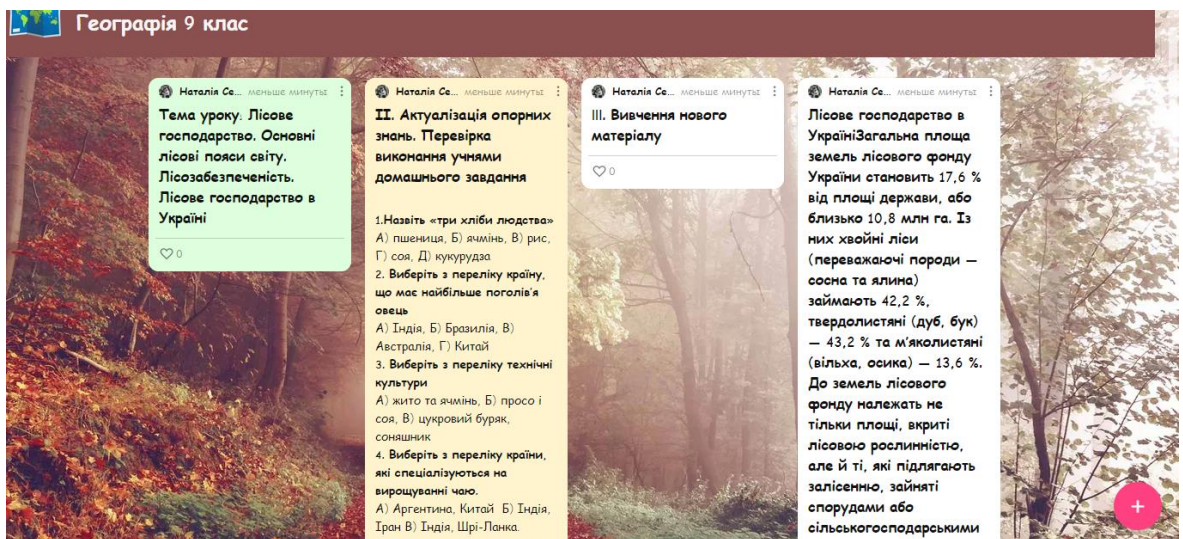 Географія 9 клас
Наталія Се... меньше минуты
Тема уроку: Лісове
господарство. Основні
лісові пояси світу.
Лісозабезпеченість.
Лісове господарство в
Україні
0
Наталія Се... меньше минуты
II. Актуалізація опорних
знань. Перевірка
виконання учнями
домашнього завдання
1.Назвіть «три хліби людства»
А) пшениця, Б) ячмінь, В) рис,
Г) соя, Д) кукурудза
2. Виберіть з переліку країну,
що має найбільше поголів'я
овець
А) Індія, Б) Бразилія, В)
Австралія, Г) Китай
3. Виберіть з переліку технічні
культури
А) жито та ячмінь, Б) просо і
соя, В) цукровий буряк,
соняшник
4. Виберіть з переліку країни,
які спеціалізуються на
вирощуванні чаю.
А) Аргентина, Китай Б) Індія,
Іран В) Індія, Шрі-Ланка.
Наталія Се... меньше минуты
III. Вивчення нового
матеріалу
0
Наталія Се... меньше минуты
Лісове господарство в
УкраїніЗагальна площа
земель лісового фонду
України становить 17,6 %
від площі держави, або
близько 10,8 млн га. Із
них хвойні ліси
(переважаючі породи —
сосна та ялина)
займають 42,2 %,
твердолистяні (дуб, бук)
— 43,2 % та м'яколистяні
(вільха, осика) — 13,6 %.
До земель лісового
фонду належать не
тільки площі, вкриті
лісовою рослинністю,
але й ті, які підлягають
залісенню, зайняті
спорудами або
сільськогосподарськими